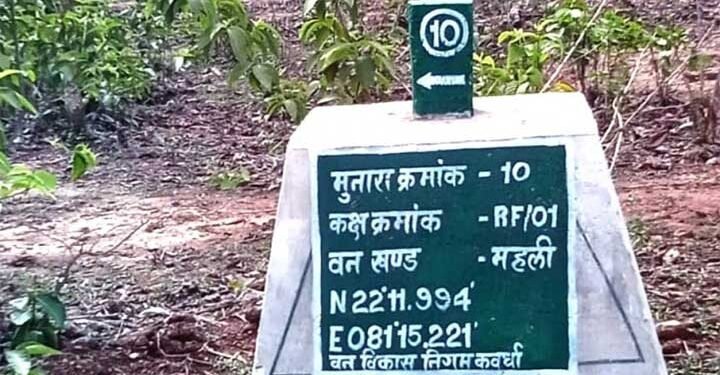 10
मुनारा क्रमांक - 10
कक्ष क्रमांक - RF/01
वन खण्ड - महली
N 22°11.994'
E 081°15.221'
वन विकास निगम कवर्धा